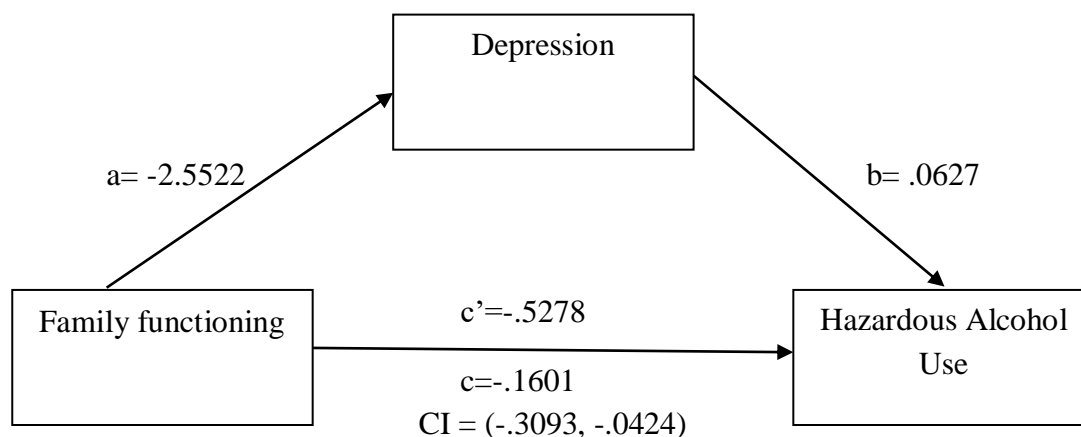 Depression
a= -2.5522
b= .0627
Family functioning
c’=-.5278
Hazardous Alcohol
Use
c=-.1601
CI = (-.3093, -.0424)